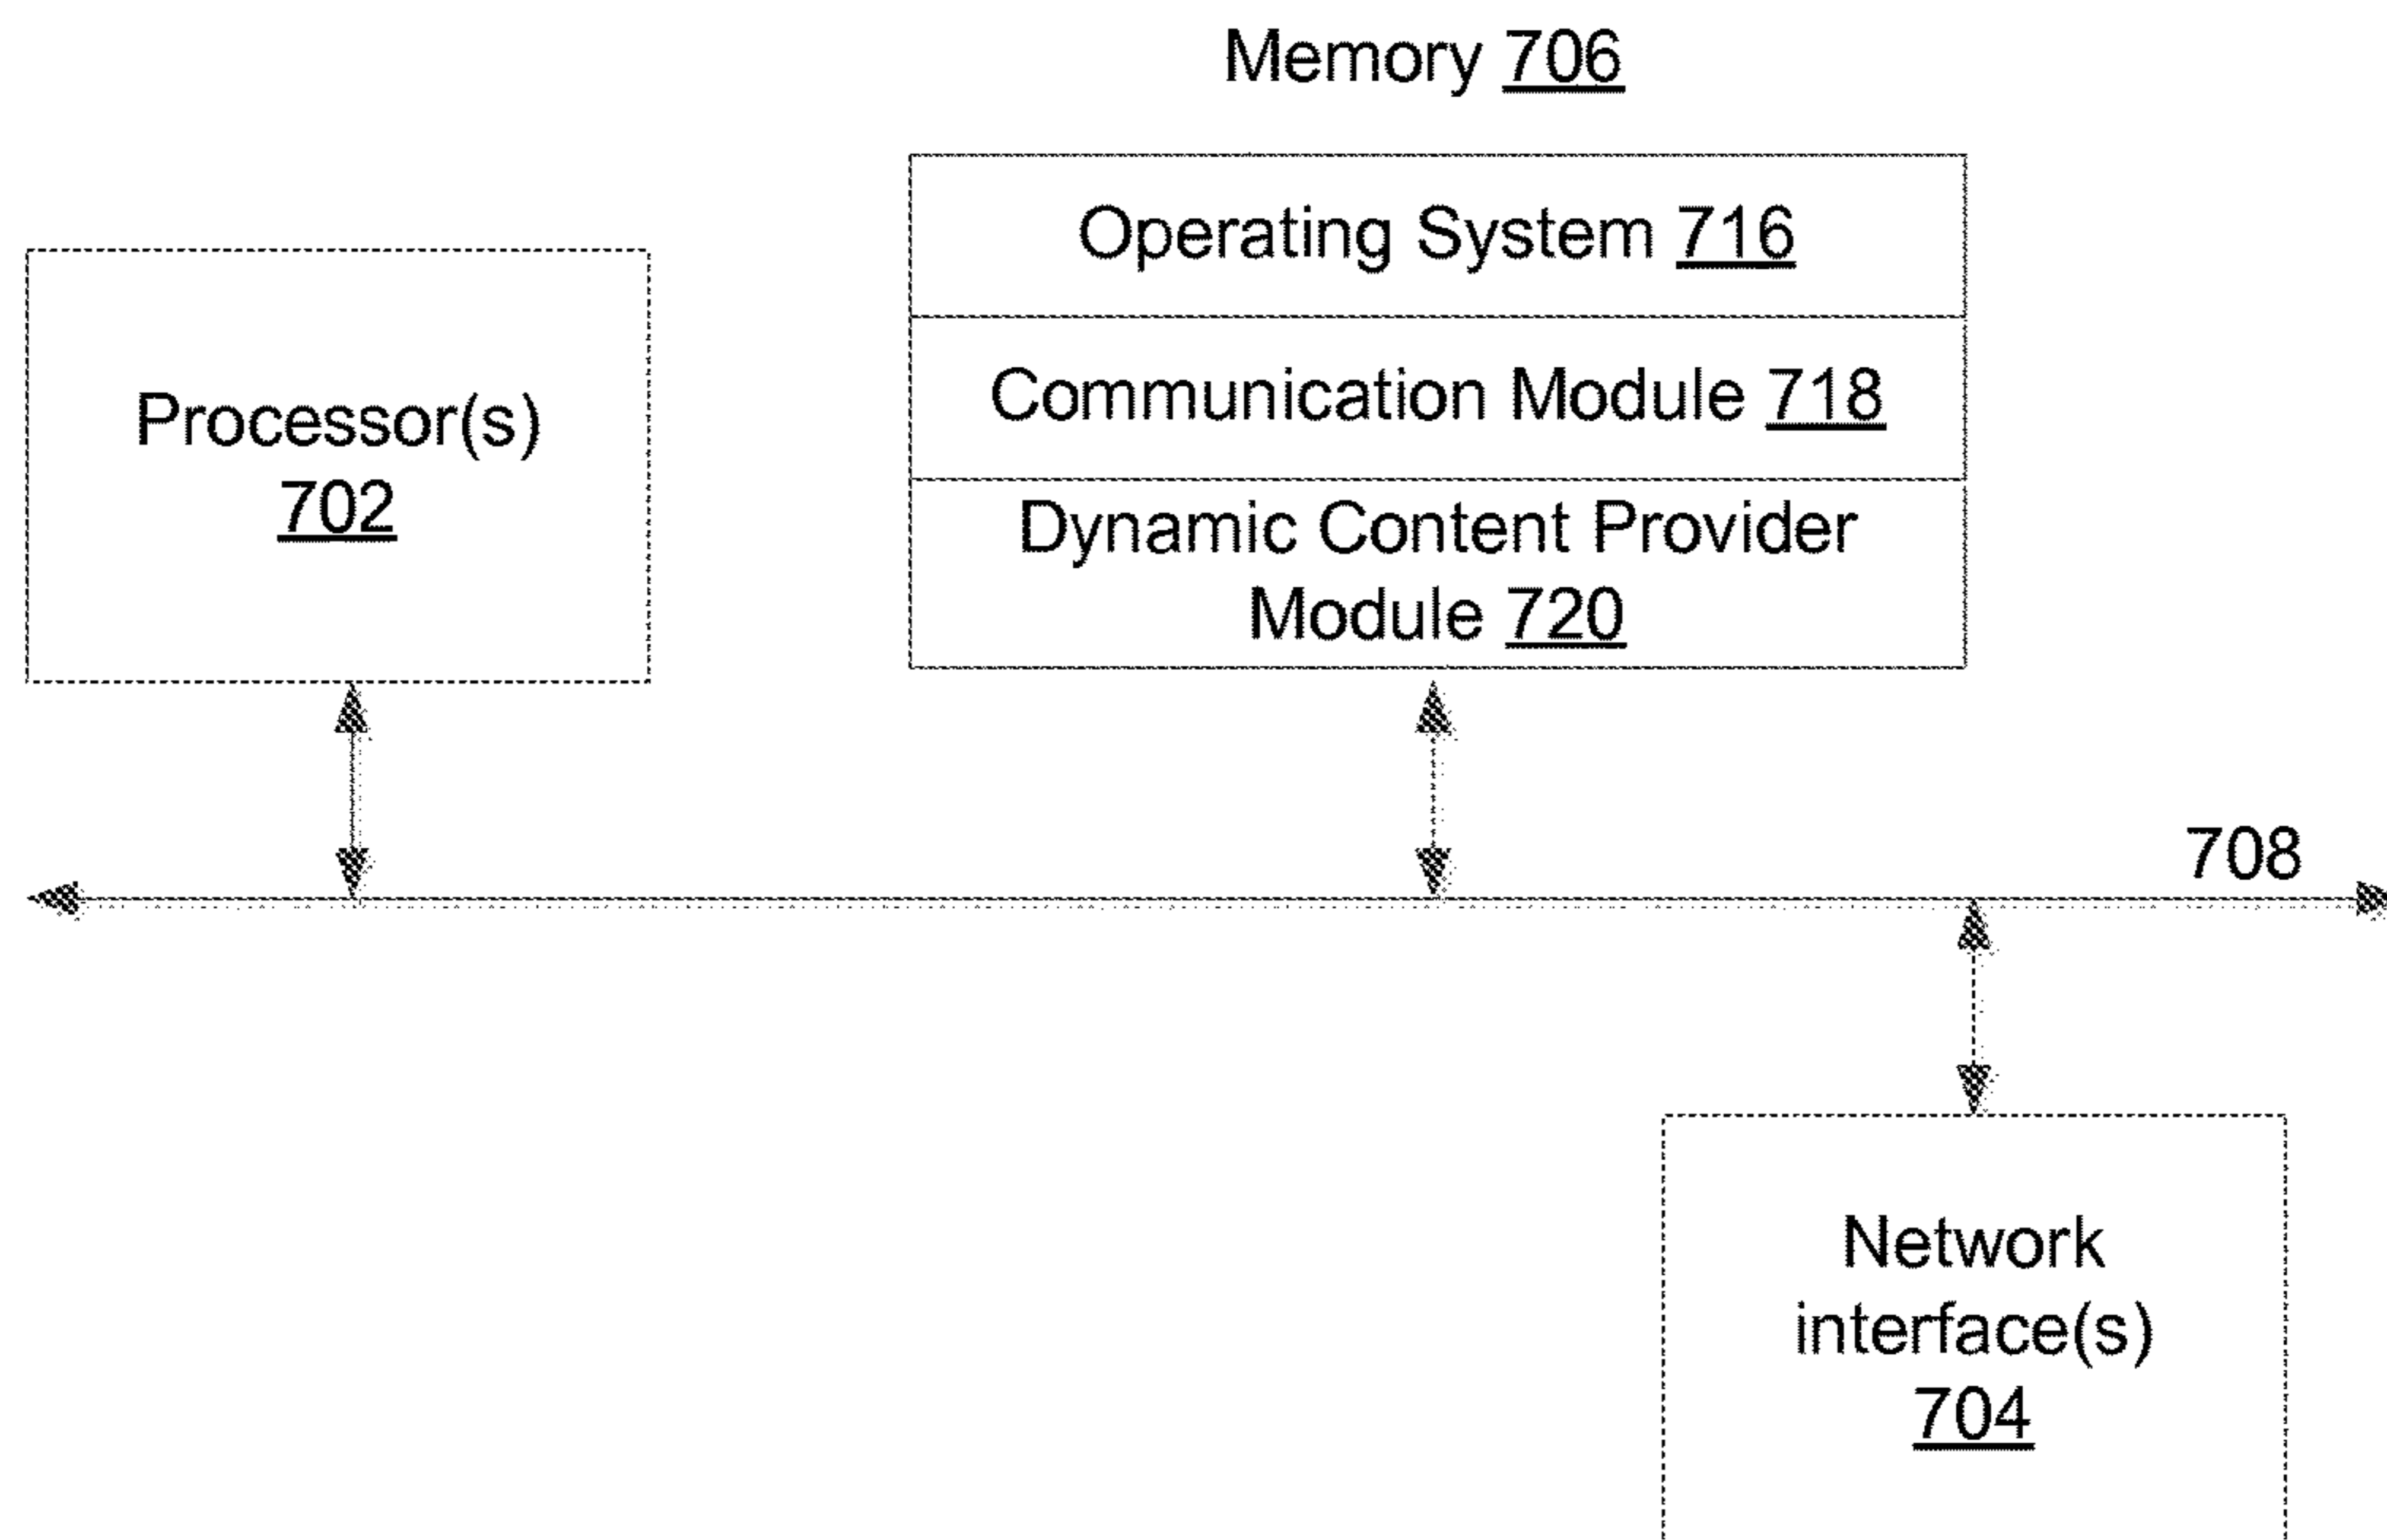 Memory 706
Operating System 716
Communication Module 718
Dynamic Content Provider
Module 720
Processor(s)
702
708
Network
interface(s)
704